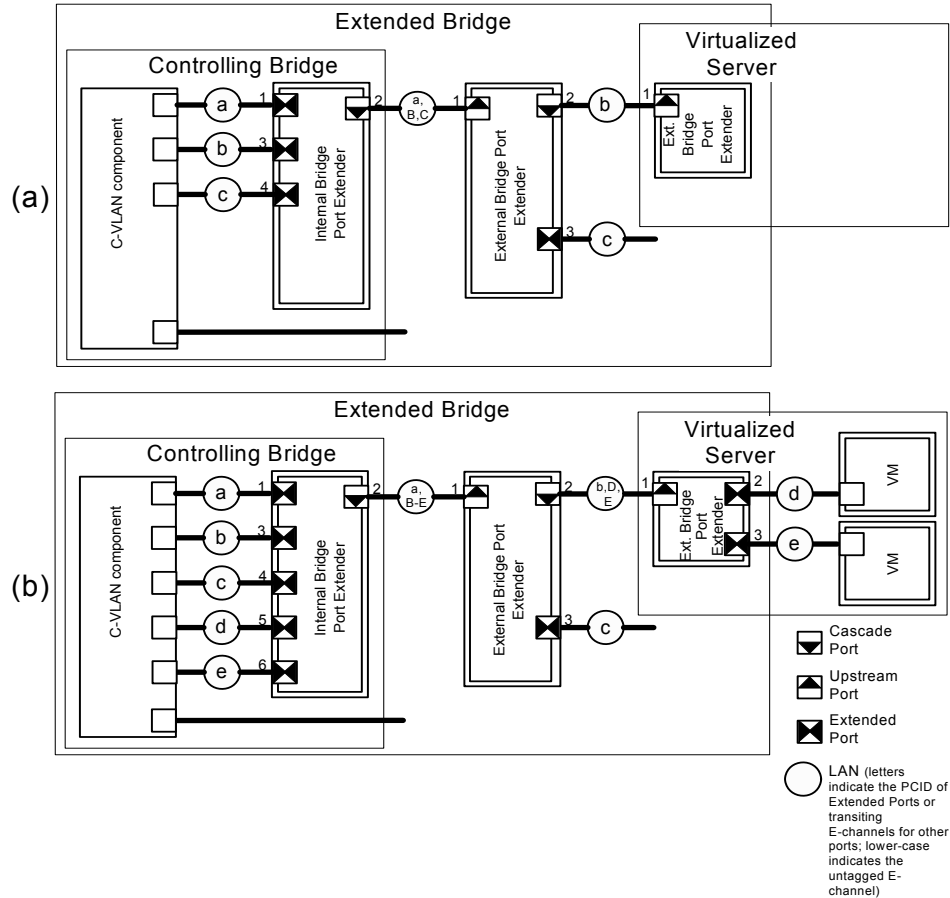 Extended Bridge
Virtualized
Server
Controlling Bridge
(a)
C-VLAN component
a
b
c
1
3
4
Internal Bridge
Port Extender
2
a,
B,C
1
External Bridge Port
Extender
2
b
1
Ext.
Bridge
Port
Extender
3
c
Extended Bridge
Virtualized
Server
Controlling Bridge
(b)
C-VLAN component
a
b
c
d
e
1
3
4
5
6
Internal Bridge
Port Extender
2
a,
B-E
1
External Bridge Port
Extender
2
b,D,
E
1
Ext. Bridge
Port
Extender
2
d
VM
3
e
VM
3
c
Cascade
Port
Upstream
Port
Extended
Port
LAN (letters
indicate the PCID of
Extended Ports or
transiting
E-channels for other
ports; lower-case
indicates the
untagged E-
channel)